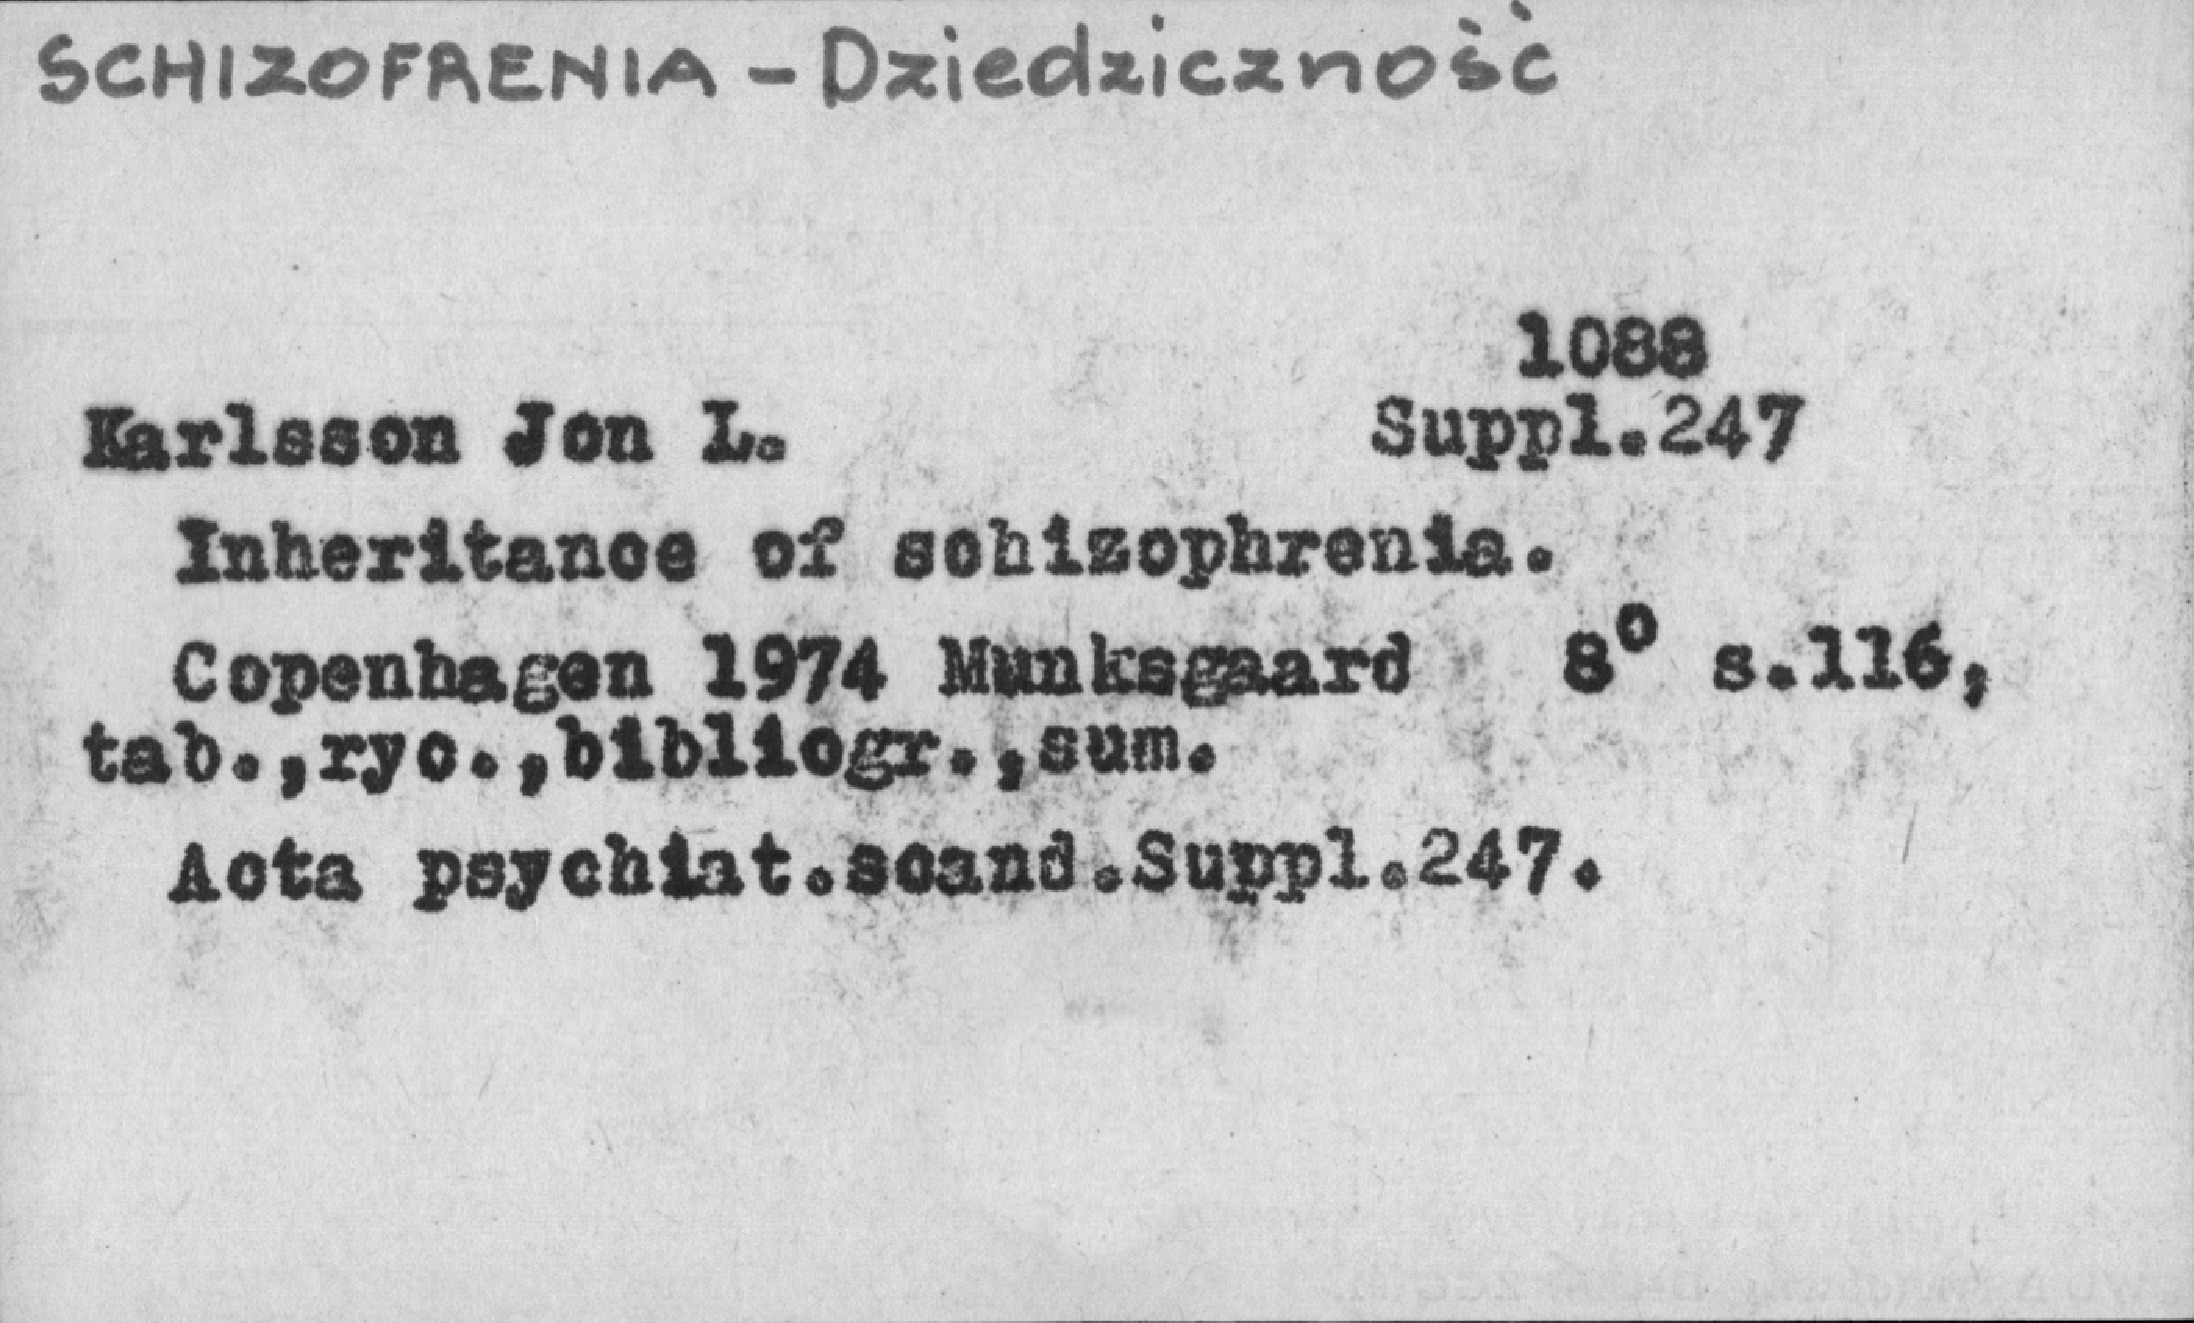 SCHIZOFRENIA - Dziedziczność
1088
Karlsson Jon L. Suppl.247
Inheritance of schizophrenia.
Copenhagen 1974 Munksgaard 8° s.116,
tab.,ryc.,bibliogr.,sum.
Acta psychiat.scand.Suppl.247.